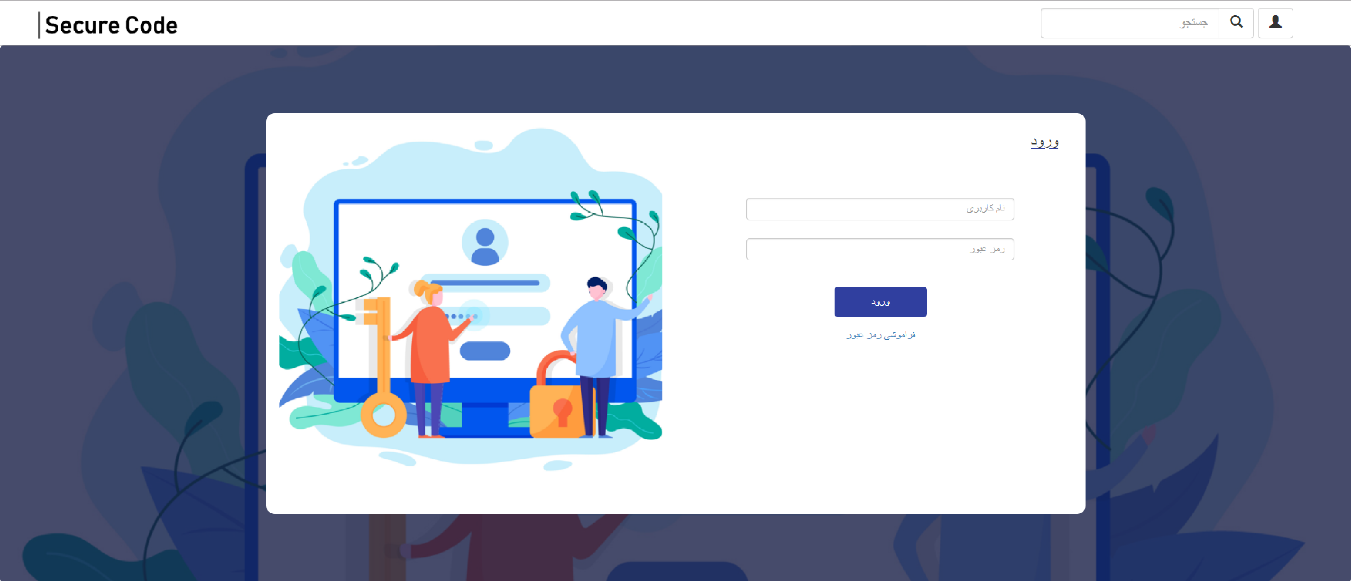 Secure Code
جستجو
ورود
نام کاربری
رمز عبور
ورود
فراموشی رمز عبور